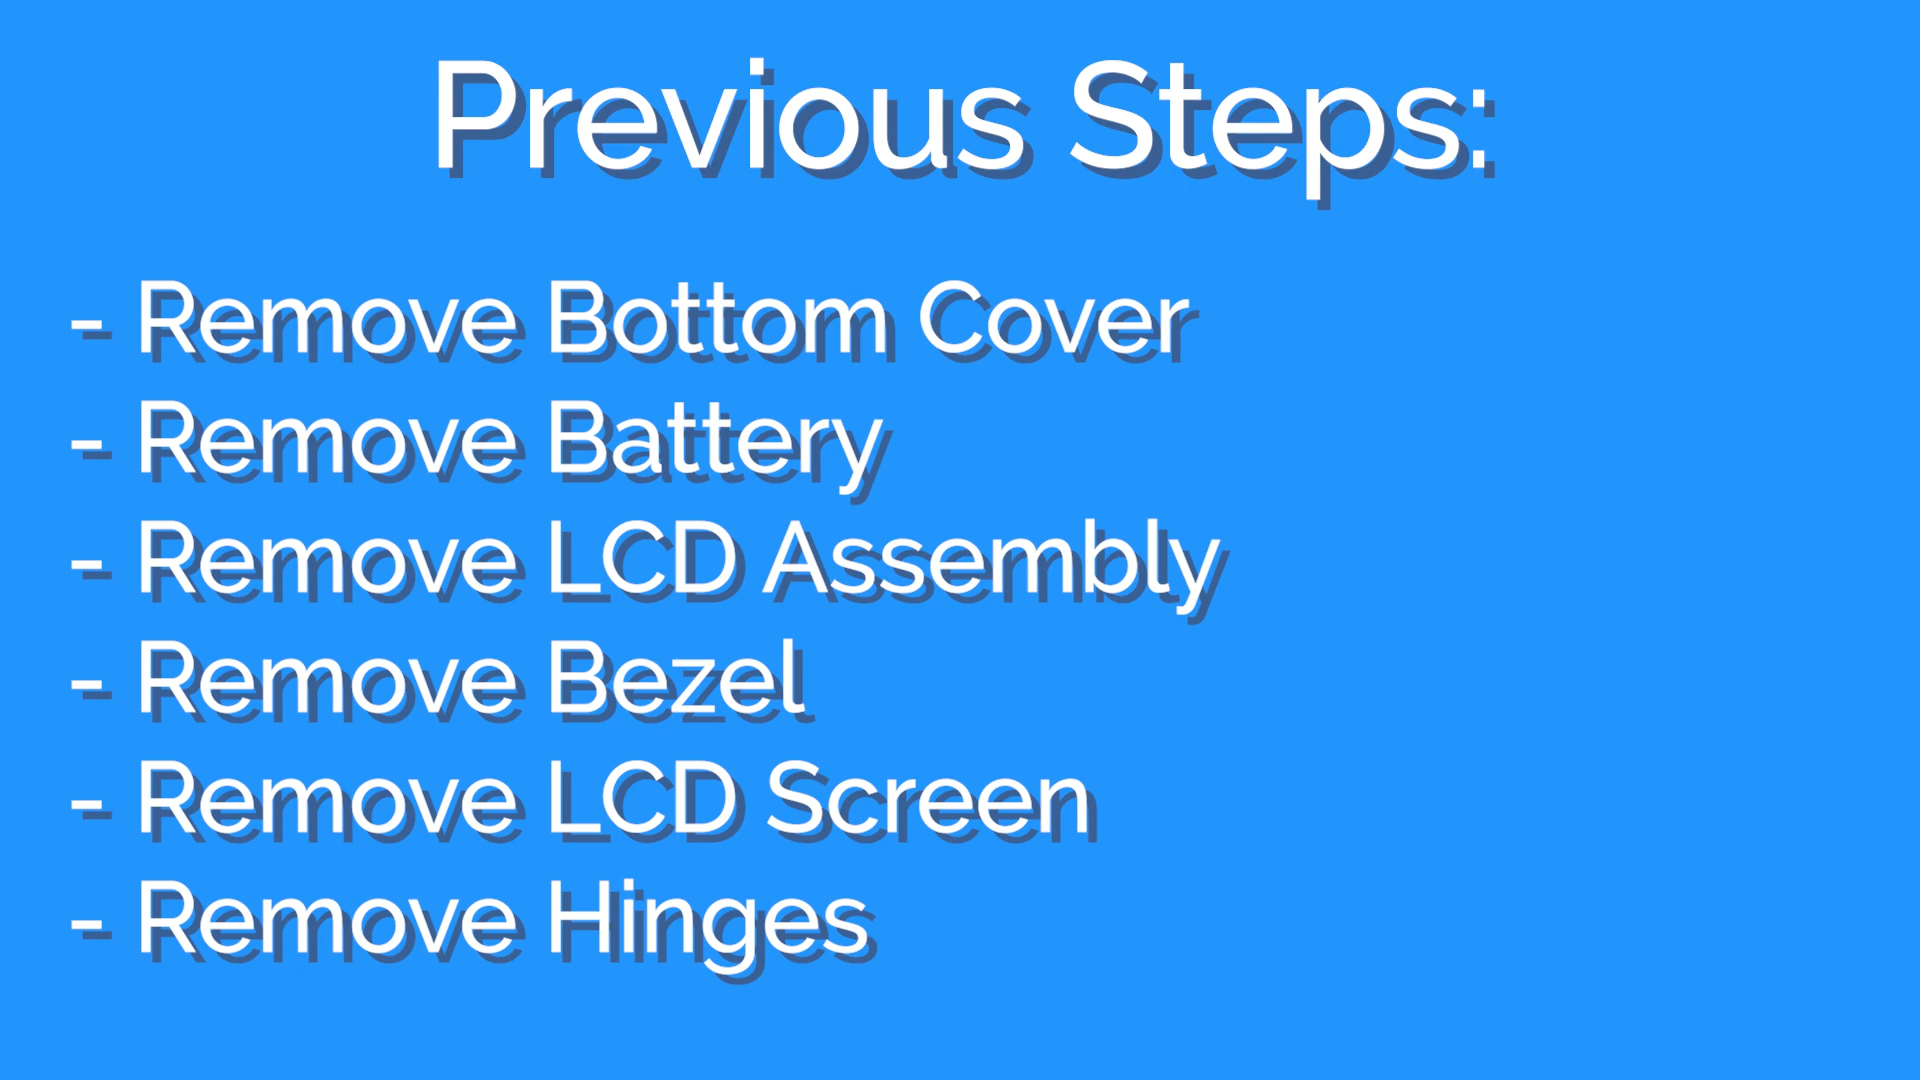 Previous Steps:
- Remove Bottom Cover
- Remove Battery
- Remove LCD Assembly
- Remove Bezel
- Remove LCD Screen
- Remove Hinges